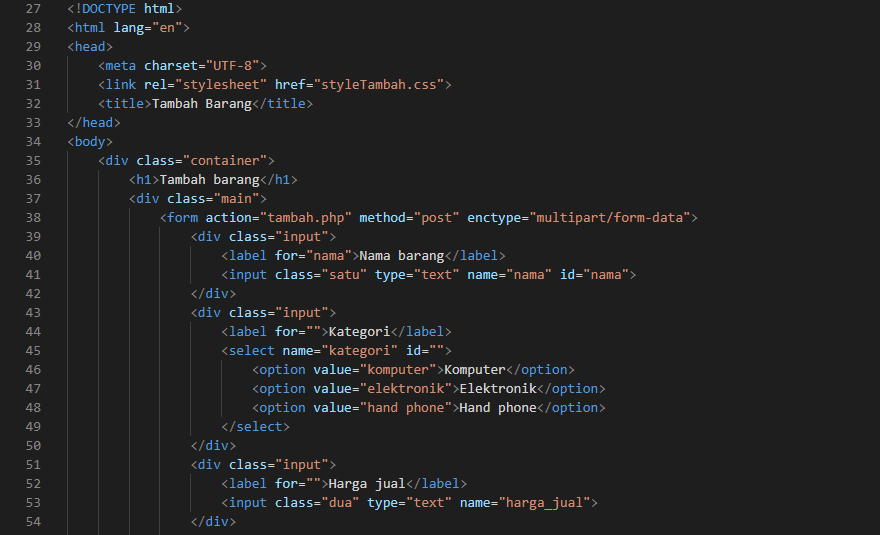 27 <!DOCTYPE html>
28 <html lang="en">
29 <head>
30     <meta charset="UTF-8">
31     <link rel="stylesheet" href="styleTambah.css">
32     <title>Tambah Barang</title>
33 </head>
34 <body>
35     <div class="container">
36         <h1>Tambah barang</h1>
37         <div class="main">
38             <form action="tambah.php" method="post" enctype="multipart/form-data">
39                 <div class="input">
40                     <label for="nama">Nama barang</label>
41                     <input class="satu" type="text" name="nama" id="nama">
42                 </div>
43                 <div class="input">
44                     <label for="">Kategori</label>
45                     <select name="kategori" id="">
46                         <option value="komputer">Komputer</option>
47                         <option value="elektronik">Elektronik</option>
48                         <option value="hand phone">Hand phone</option>
49                     </select>
50                 </div>
51                 <div class="input">
52                     <label for="">Harga jual</label>
53                     <input class="dua" type="text" name="harga_jual">
54                 </div>